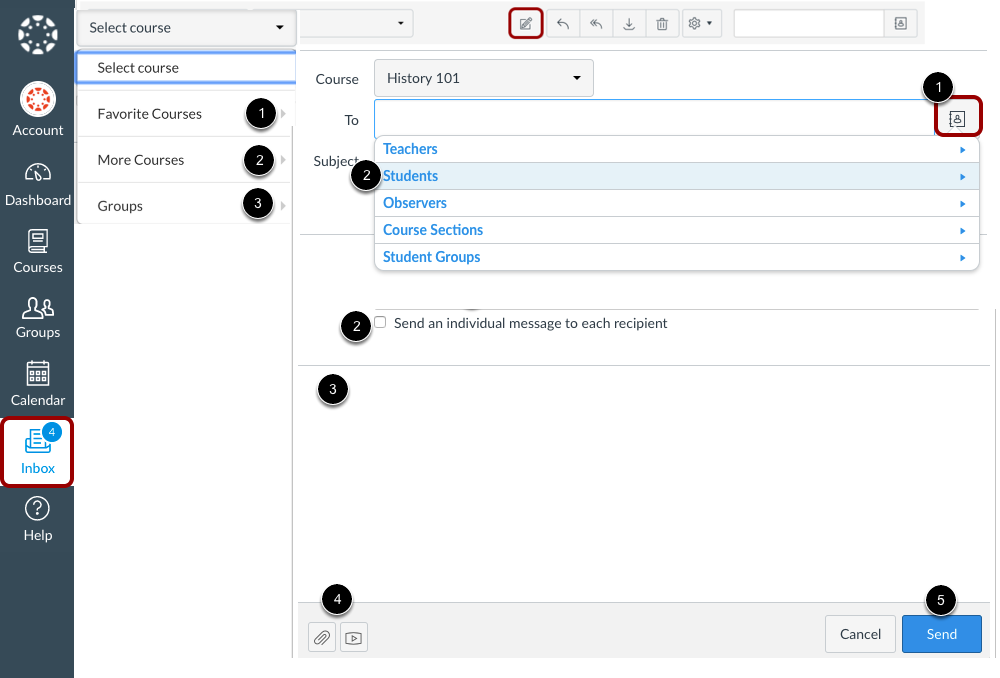 Account
Dashboard
Courses
Groups
Calendar
4
Inbox
Help
Select course
Select course
Favorite Courses
1
More Courses
2
Groups
3
Course
History 101
1
To
Subject
Teachers
2
Students
Observers
Course Sections
Student Groups
2
Send an individual message to each recipient
3
4
5
Cancel
Send